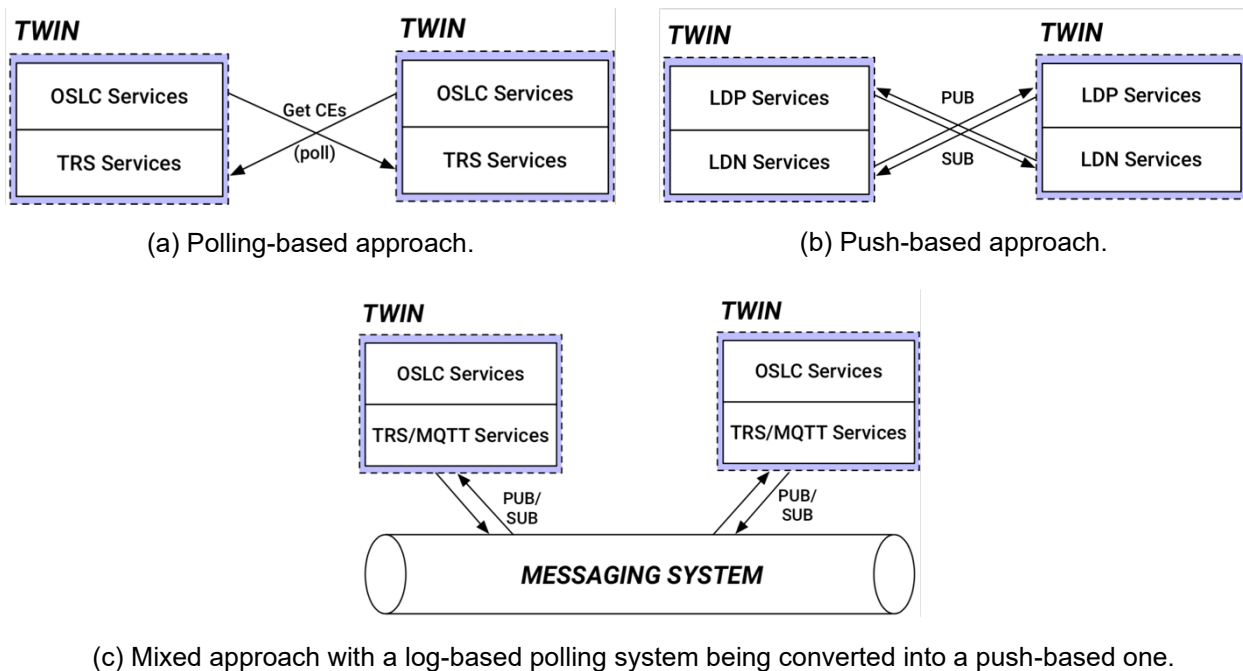 TWIN
OSLC Services
TRS Services
Get CEs
(poll)
TWIN
OSLC Services
TRS Services
(a) Polling-based approach.
TWIN
LDP Services
LDN Services
PUB
SUB
TWIN
LDP Services
LDN Services
(b) Push-based approach.
TWIN
OSLC Services
TRS/MQTT Services
PUB/
SUB
TWIN
OSLC Services
TRS/MQTT Services
PUB/
SUB
MESSAGING SYSTEM
(c) Mixed approach with a log-based polling system being converted into a push-based one.